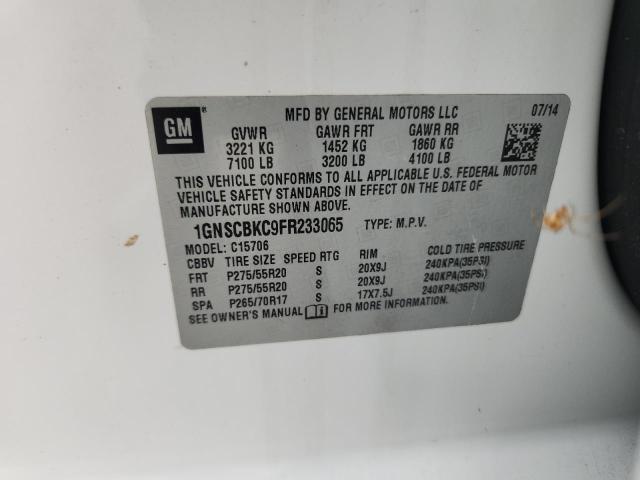 GM
MFD BY GENERAL MOTORS LLC 07/14
GVWR GAWR FRT GAWR RR
3221 KG 1452 KG 1860 KG
7100 LB 3200 LB 4100 LB
THIS VEHICLE CONFORMS TO ALL APPLICABLE U.S. FEDERAL MOTOR
VEHICLE SAFETY STANDARDS IN EFFECT ON THE DATE OF
MANUFACTURE SHOWN ABOVE.
1GNSCBKC9FR233065 TYPE: M.P.V.
MODEL: C15706
CBBV TIRE SIZE SPEED RTG RIM COLD TIRE PRESSURE
FRT P275/55R20 S 20X9J 240KPA(35PSI)
RR P275/55R20 S 20X9J 240KPA(35PSI)
SPA P265/70R17 S 17X7.5J 240KPA(35PSI)
SEE OWNER'S MANUAL FOR MORE INFORMATION.